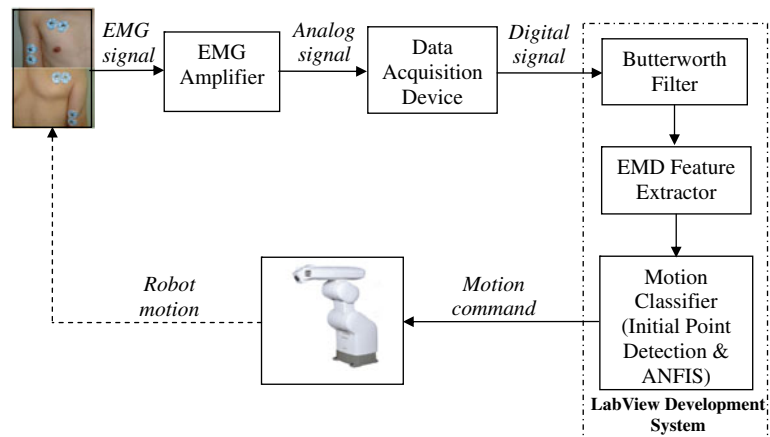 EMG
signal
EMG
Amplifier
Analog
signal
Data
Acquisition
Device
Digital
signal
Butterworth
Filter
EMD Feature
Extractor
Motion
Classifier
(Initial Point
Detection &
ANFIS)
LabView Development
System
Motion
command
Robot
motion